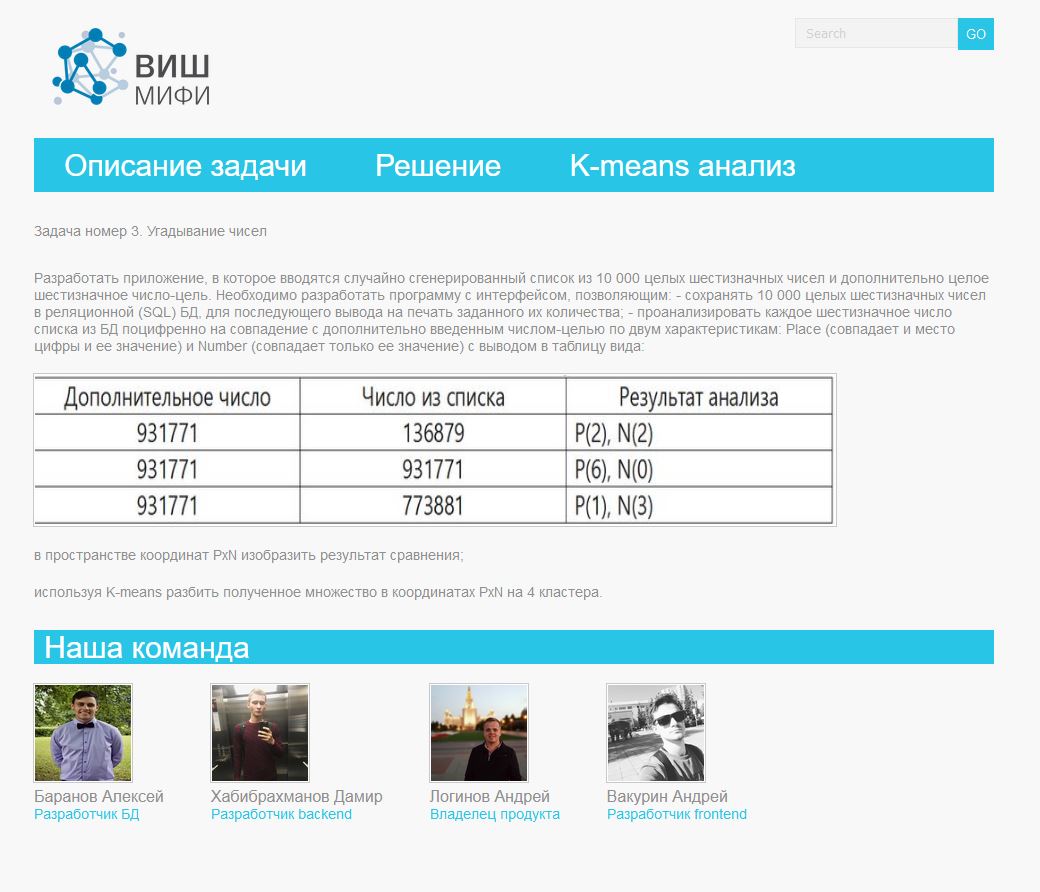 ВИШ
МИФИ
Search
GO
Описание задачи Решение K-means анализ
Задача номер 3. Угадывание чисел
Разработать приложение, в которое вводятся случайно сгенерированный список из 10 000 целых шестизначных чисел и дополнительно целое
шестизначное число-цель. Необходимо разработать программу с интерфейсом, позволяющим: - сохранять 10 000 целых шестизначных чисел
в реляционной (SQL) БД, для последующего вывода на печать заданного их количества; - проанализировать каждое шестизначное число
списка из БД поцифренно на совпадение с дополнительно введенным числом-целью по двум характеристикам: Place (совпадает и место
цифры и ее значение) и Number (совпадает только ее значение) с выводом в таблицу вида:
Дополнительное число Число из списка Результат анализа
931771 136879 P(2), N(2)
931771 931771 P(6), N(0)
931771 773881 P(1), N(3)
в пространстве координат PxN изобразить результат сравнения;
используя K-means разбить полученное множество в координатах PxN на 4 кластера.
Наша команда
Баранов Алексей Хабибрахманов Дамир Логинов Андрей Вакурин Андрей
Разработчик БД Разработчик backend Владелец продукта Разработчик frontend